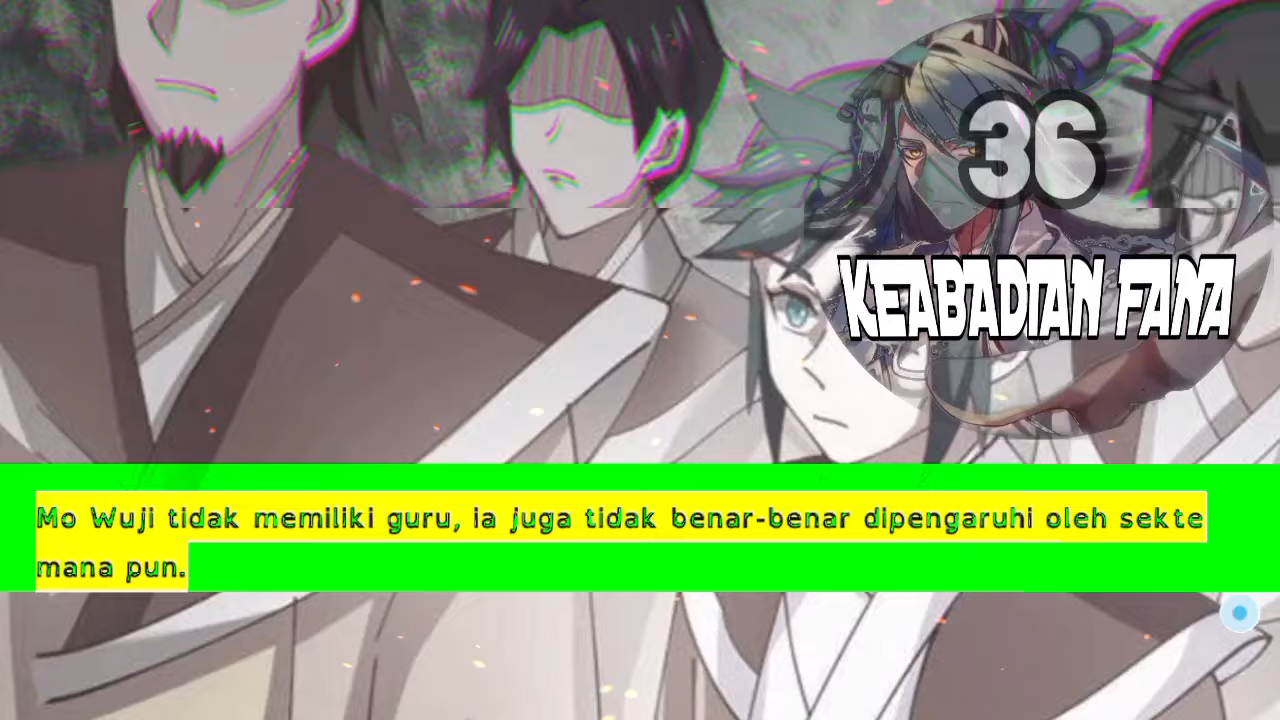 36
KEABADIAN FANA
Mo Wuji tidak memiliki guru, ia juga tidak benar-benar dipengaruhi oleh sekte
mana pun.